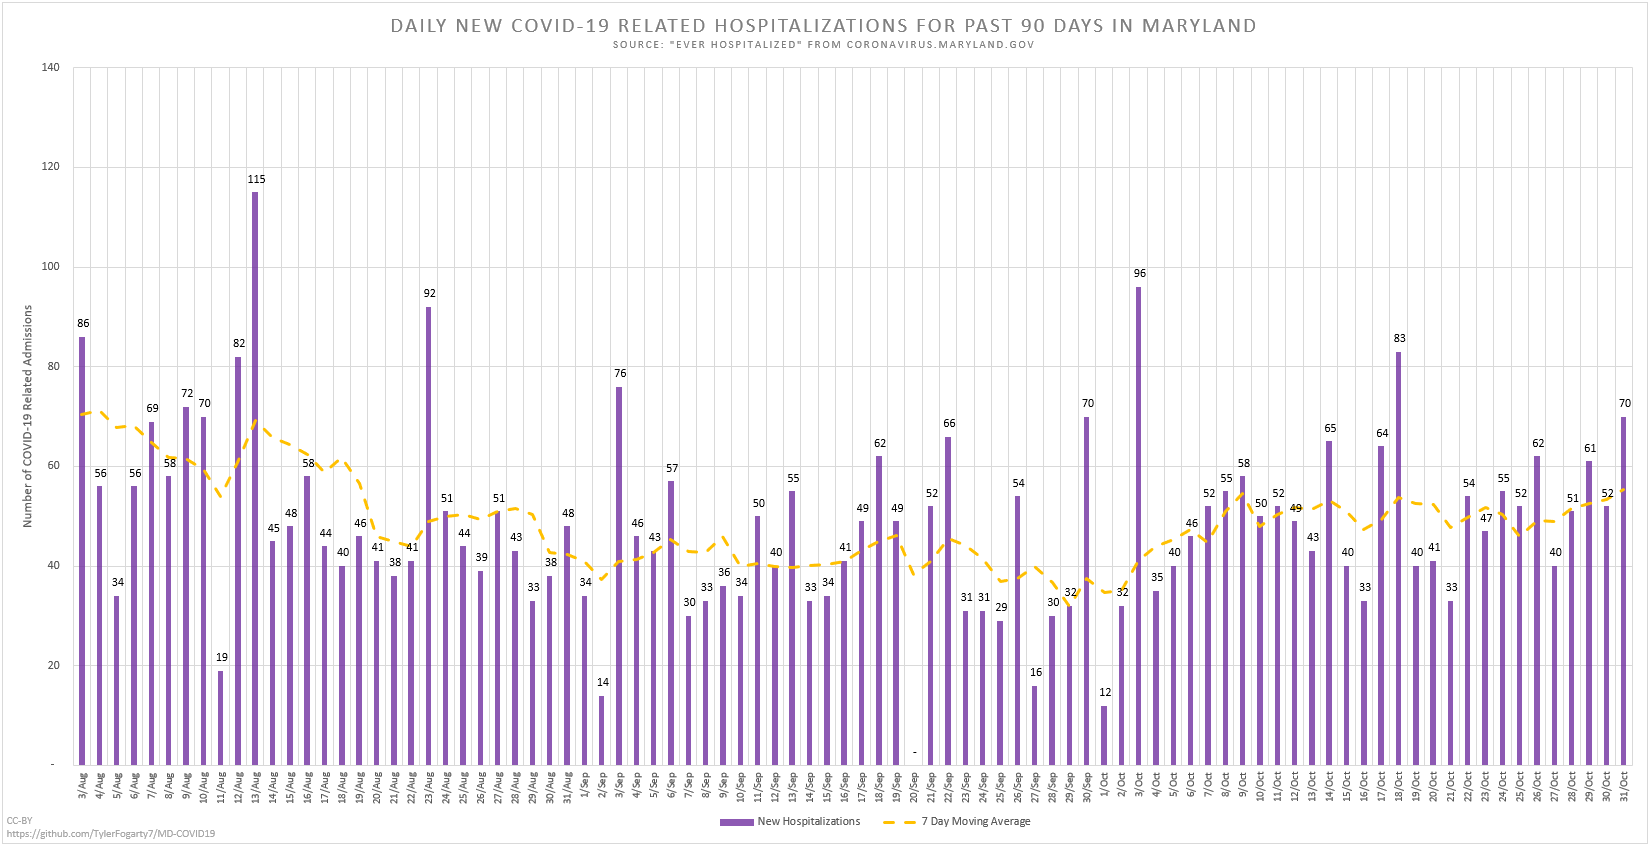 DAILY NEW COVID-19 RELATED HOSPITALIZATIONS FOR PAST 90 DAYS IN MARYLAND
SOURCE: "EVER HOSPITALIZED" FROM CORONAVIRUS.MARYLAND.GOV
Number of COVID-19 Related Admissions
140
120
100
80
60
40
20
-
86 56 34 56 69 58 72 70 19 82 115 45 48 58 44 40 46 41 38 41 92 51 44 39 51 43 33 38 48 34 14 76 46 43 57 30 33 36 34 50 40 55 33 34 41 49 62 49 - 52 66 31 31 29 54 16 30 32 70 12 32 96 35 40 46 52 55 58 50 52 49 43 65 40 33 64 83 40 41 33 54 47 55 52 62 40 51 61 52 70
3/Aug 4/Aug 5/Aug 6/Aug 7/Aug 8/Aug 9/Aug 10/Aug 11/Aug 12/Aug 13/Aug 14/Aug 15/Aug 16/Aug 17/Aug 18/Aug 19/Aug 20/Aug 21/Aug 22/Aug 23/Aug 24/Aug 25/Aug 26/Aug 27/Aug 28/Aug 29/Aug 30/Aug 31/Aug 1/Sep 2/Sep 3/Sep 4/Sep 5/Sep 6/Sep 7/Sep 8/Sep 9/Sep 10/Sep 11/Sep 12/Sep 13/Sep 14/Sep 15/Sep 16/Sep 17/Sep 18/Sep 19/Sep 20/Sep 21/Sep 22/Sep 23/Sep 24/Sep 25/Sep 26/Sep 27/Sep 28/Sep 29/Sep 30/Sep 1/Oct 2/Oct 3/Oct 4/Oct 5/Oct 6/Oct 7/Oct 8/Oct 9/Oct 10/Oct 11/Oct 12/Oct 13/Oct 14/Oct 15/Oct 16/Oct 17/Oct 18/Oct 19/Oct 20/Oct 21/Oct 22/Oct 23/Oct 24/Oct 25/Oct 26/Oct 27/Oct 28/Oct 29/Oct 30/Oct 31/Oct
New Hospitalizations 7 Day Moving Average
CC-BY
https://github.com/TylerFogarty7/MD-COVID19